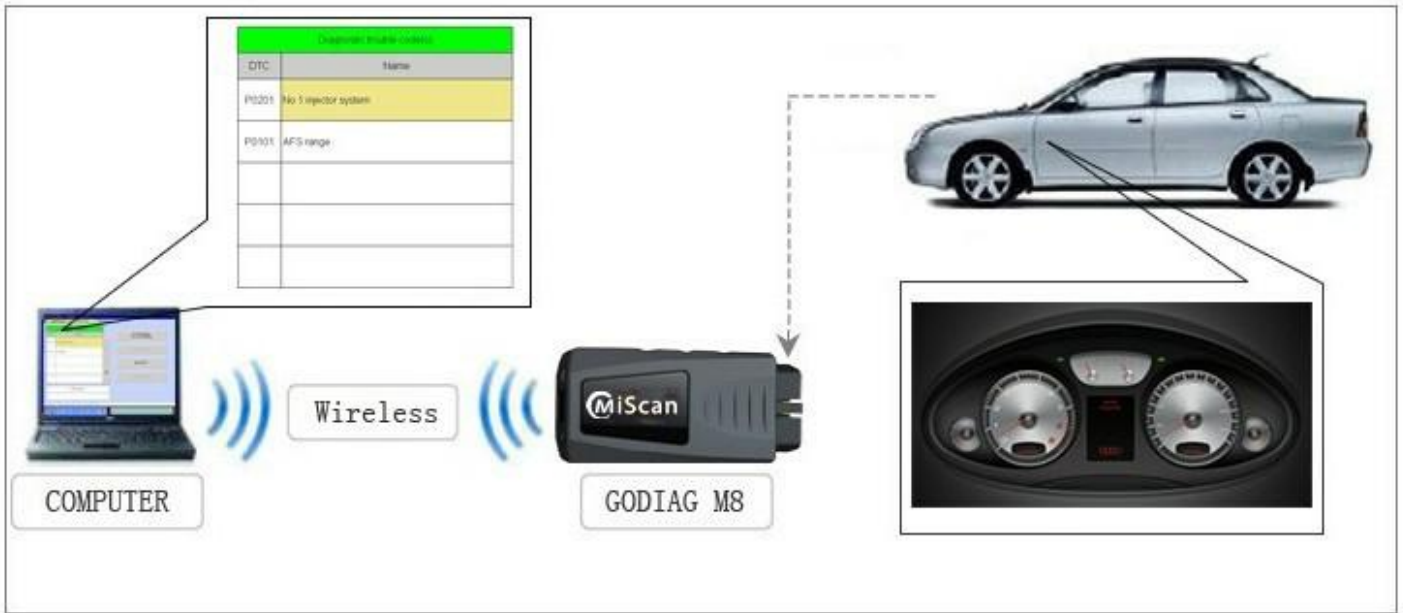 Diagnostic trouble code(s)
DTC Name
P0201 No 1 injector system
P0101 AFS range
Wireless
MiScan
COMPUTER
GODIAG M8